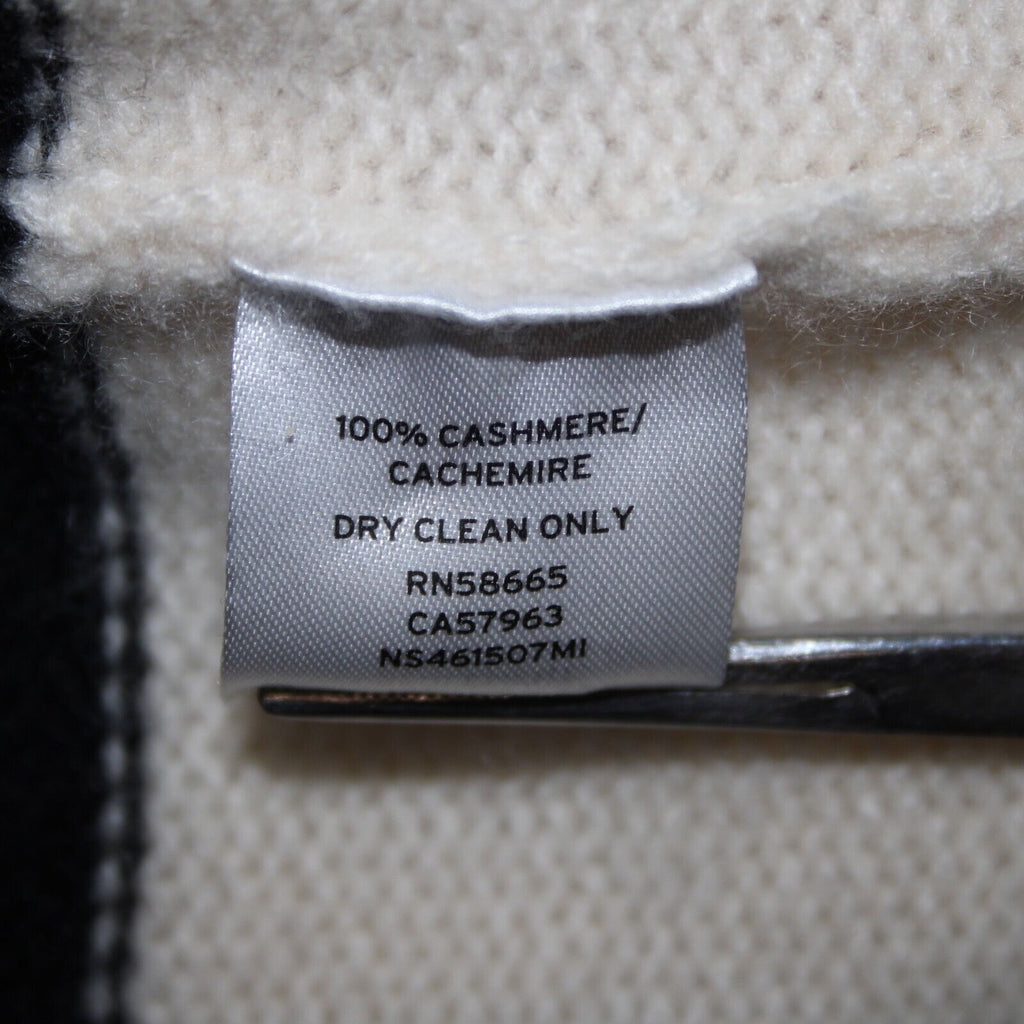 100% CASHMERE/
CACHEMIRE
DRY CLEAN ONLY
RN58665
CA57963
NS461507MI